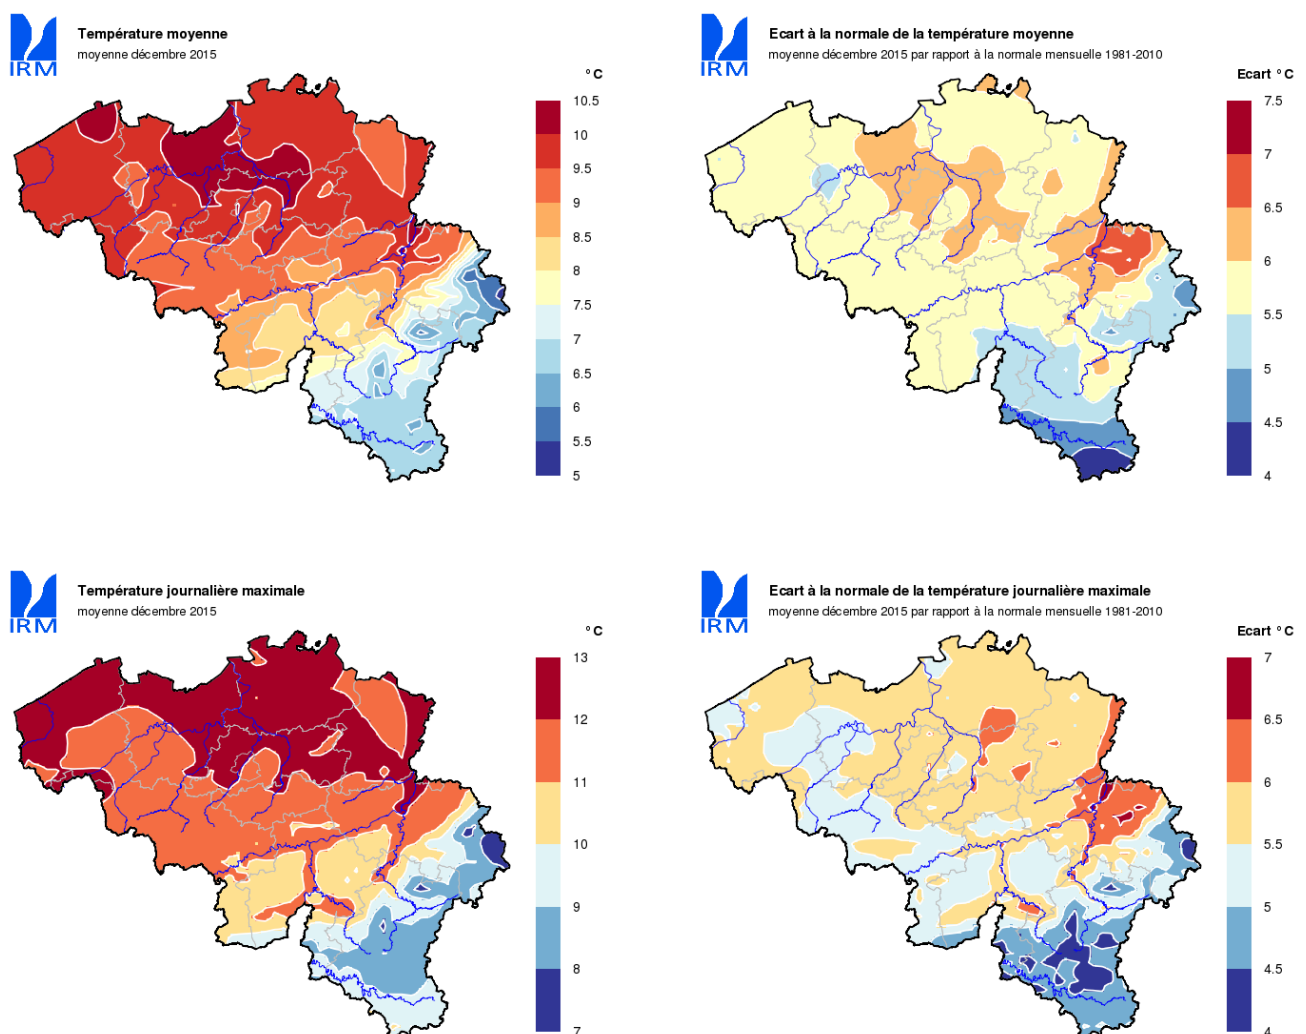 IRM
Température moyenne
moyenne décembre 2015
° C
10.5
10
9.5
9
8.5
8
7.5
7
6.5
6
5.5
5
IRM
Ecart à la normale de la température moyenne
moyenne décembre 2015 par rapport à la normale mensuelle 1981-2010
Ecart ° C
7.5
7
6.5
6
5.5
5
4.5
4
IRM
Température journalière maximale
moyenne décembre 2015
° C
13
12
11
10
9
8
7
IRM
Ecart à la normale de la température journalière maximale
moyenne décembre 2015 par rapport à la normale mensuelle 1981-2010
Ecart ° C
7
6.5
6
5.5
5
4.5
4